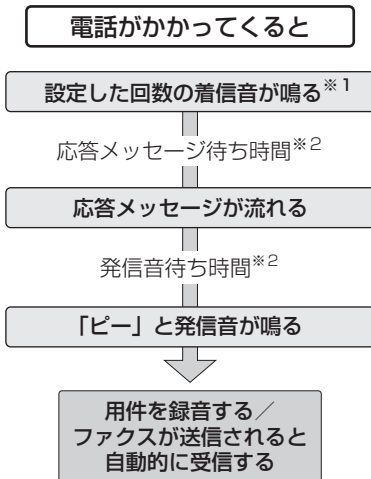 電話がかかってくると
設定した回数の着信音が鳴る※1
応答メッセージ待ち時間※2
応答メッセージが流れる
発信音待ち時間※2
「ピー」と発信音が鳴る
用件を録音する／
ファクスが送信されると
自動的に受信する